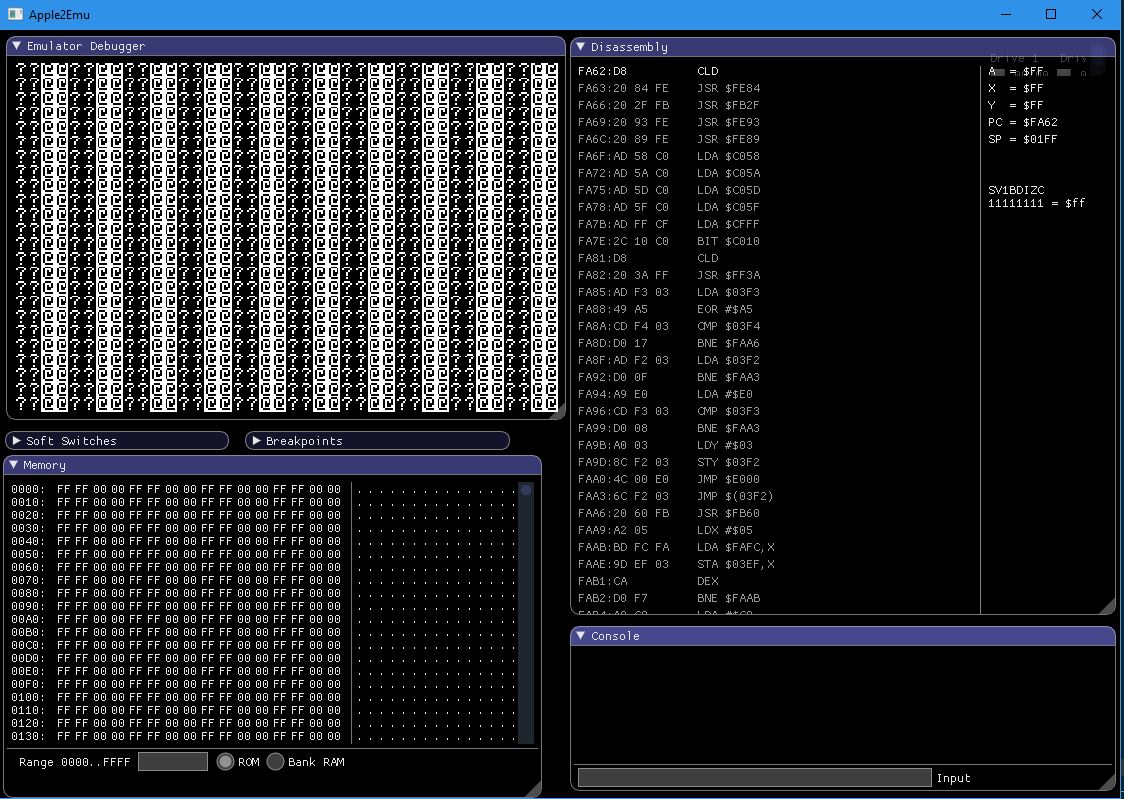 Apple2Emu
Emulator Debugger
Soft Switches
Breakpoints
Memory
0000: FF FF 00 00 FF FF 00 00 FF FF 00 00 FF FF 00 00 . . . . . . . . . . . . . . . .
0010: FF FF 00 00 FF FF 00 00 FF FF 00 00 FF FF 00 00 . . . . . . . . . . . . . . . .
0020: FF FF 00 00 FF FF 00 00 FF FF 00 00 FF FF 00 00 . . . . . . . . . . . . . . . .
0030: FF FF 00 00 FF FF 00 00 FF FF 00 00 FF FF 00 00 . . . . . . . . . . . . . . . .
0040: FF FF 00 00 FF FF 00 00 FF FF 00 00 FF FF 00 00 . . . . . . . . . . . . . . . .
0050: FF FF 00 00 FF FF 00 00 FF FF 00 00 FF FF 00 00 . . . . . . . . . . . . . . . .
0060: FF FF 00 00 FF FF 00 00 FF FF 00 00 FF FF 00 00 . . . . . . . . . . . . . . . .
0070: FF FF 00 00 FF FF 00 00 FF FF 00 00 FF FF 00 00 . . . . . . . . . . . . . . . .
0080: FF FF 00 00 FF FF 00 00 FF FF 00 00 FF FF 00 00 . . . . . . . . . . . . . . . .
0090: FF FF 00 00 FF FF 00 00 FF FF 00 00 FF FF 00 00 . . . . . . . . . . . . . . . .
00A0: FF FF 00 00 FF FF 00 00 FF FF 00 00 FF FF 00 00 . . . . . . . . . . . . . . . .
00B0: FF FF 00 00 FF FF 00 00 FF FF 00 00 FF FF 00 00 . . . . . . . . . . . . . . . .
00C0: FF FF 00 00 FF FF 00 00 FF FF 00 00 FF FF 00 00 . . . . . . . . . . . . . . . .
00D0: FF FF 00 00 FF FF 00 00 FF FF 00 00 FF FF 00 00 . . . . . . . . . . . . . . . .
00E0: FF FF 00 00 FF FF 00 00 FF FF 00 00 FF FF 00 00 . . . . . . . . . . . . . . . .
00F0: FF FF 00 00 FF FF 00 00 FF FF 00 00 FF FF 00 00 . . . . . . . . . . . . . . . .
0100: FF FF 00 00 FF FF 00 00 FF FF 00 00 FF FF 00 00 . . . . . . . . . . . . . . . .
0110: FF FF 00 00 FF FF 00 00 FF FF 00 00 FF FF 00 00 . . . . . . . . . . . . . . . .
0120: FF FF 00 00 FF FF 00 00 FF FF 00 00 FF FF 00 00 . . . . . . . . . . . . . . . .
0130: FF FF 00 00 FF FF 00 00 FF FF 00 00 FF FF 00 00 . . . . . . . . . . . . . . . .
Range 0000..FFFF ROM Bank RAM
Disassembly
FA62:D8 CLD
FA63:20 84 FE JSR $FE84
FA66:20 2F FB JSR $FB2F
FA69:20 93 FE JSR $FE93
FA6C:20 89 FE JSR $FE89
FA6F:AD 58 C0 LDA $C058
FA72:AD 5A C0 LDA $C05A
FA75:AD 5D C0 LDA $C05D
FA78:AD 5F C0 LDA $C05F
FA7B:AD FF CF LDA $CFFF
FA7E:2C 10 C0 BIT $C010
FA81:D8 CLD
FA82:20 3A FF JSR $FF3A
FA85:AD F3 03 LDA $03F3
FA88:49 A5 EOR #$A5
FA8A:CD F4 03 CMP $03F4
FA8D:D0 17 BNE $FAA6
FA8F:AD F2 03 LDA $03F2
FA92:D0 0F BNE $FAA3
FA94:A9 E0 LDA #$E0
FA96:CD F3 03 CMP $03F3
FA99:D0 08 BNE $FAA3
FA9B:A0 03 LDY #$03
FA9D:8C F2 03 STY $03F2
FAA0:4C 00 E0 JMP $E000
FAA3:6C F2 03 JMP $(03F2)
FAA6:20 60 FB JSR $FB60
FAA9:A2 05 LDX #$05
FAAB:BD FC FA LDA $FAFC,X
FAAE:9D EF 03 STA $03EF,X
FAB1:CA DEX
FAB2:D0 F7 BNE $FAAB
Drive 1 Driv
A = $FF
X = $FF
Y = $FF
PC = $FA62
SP = $01FF
SV1BDIZC
11111111 = $ff
Console
Input